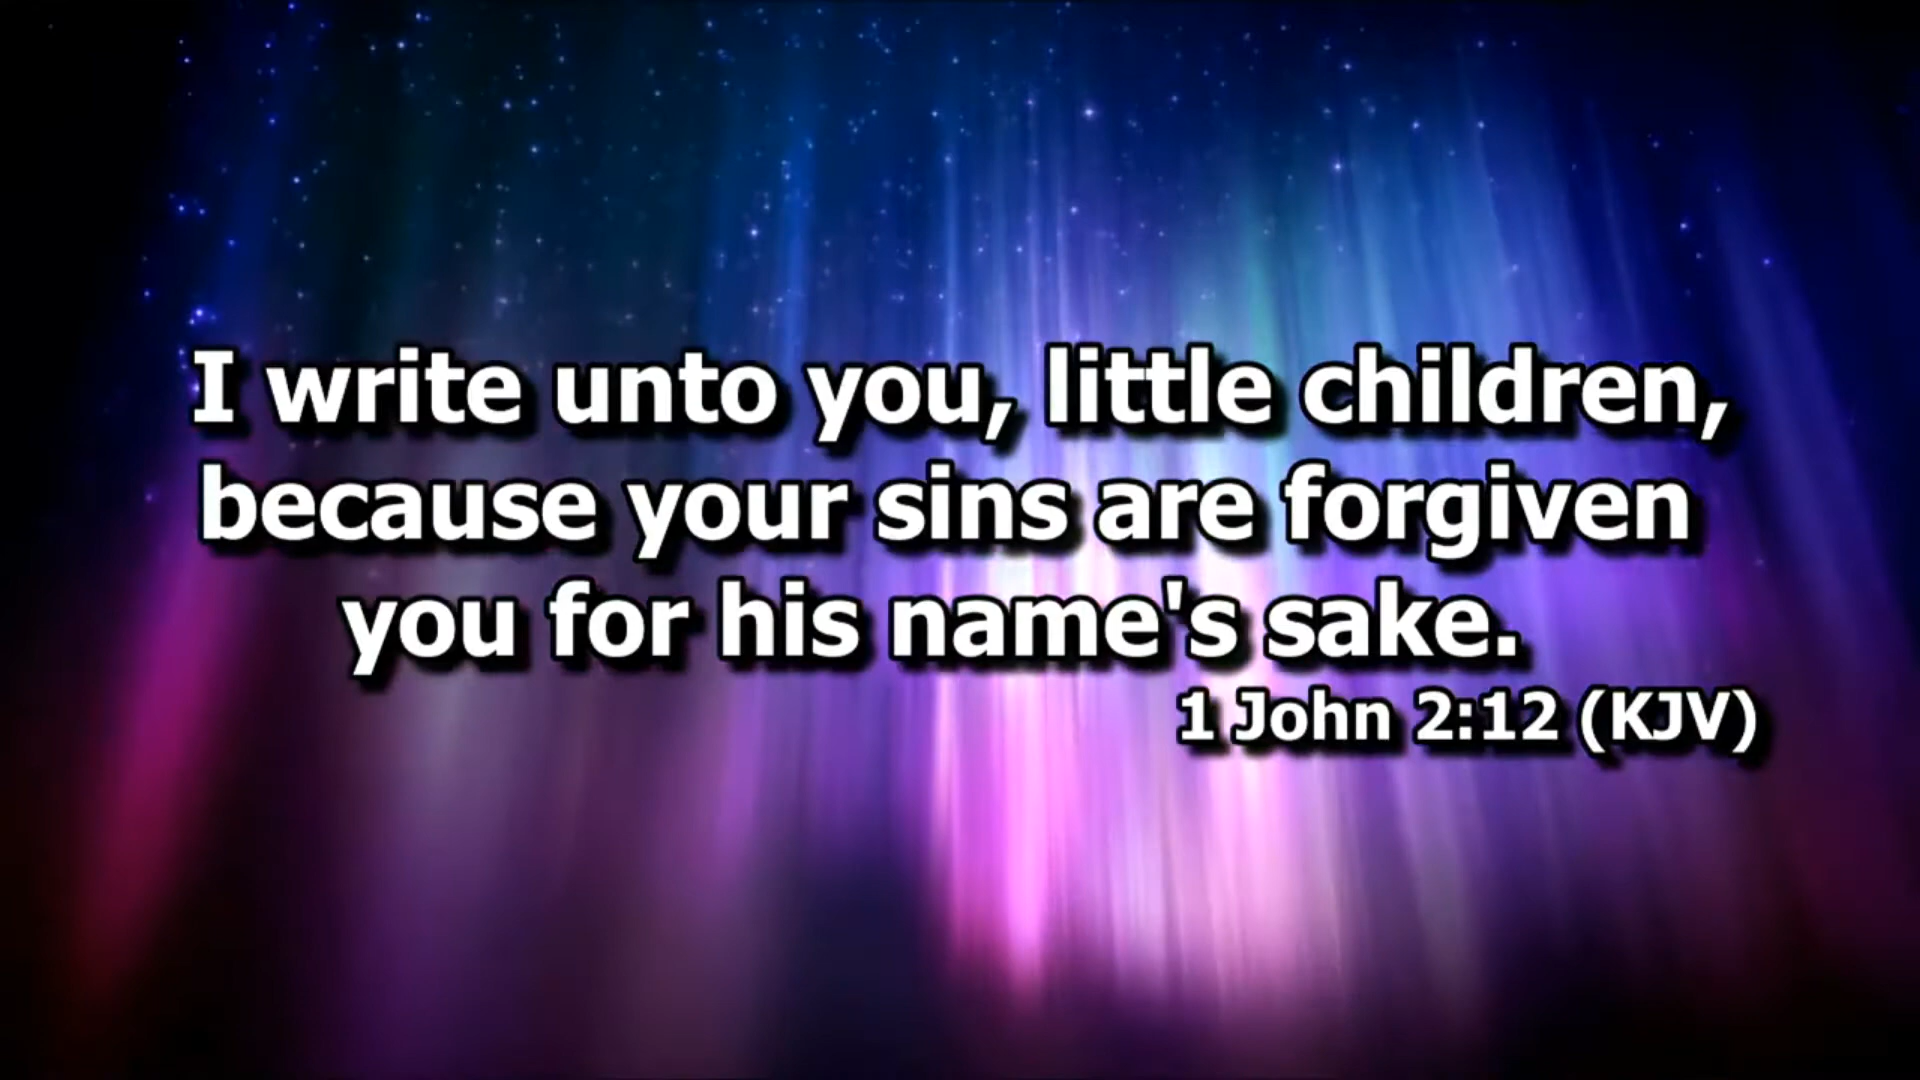 I write unto you, little children,
because your sins are forgiven
you for his name's sake.
1 John 2:12 (KJV)